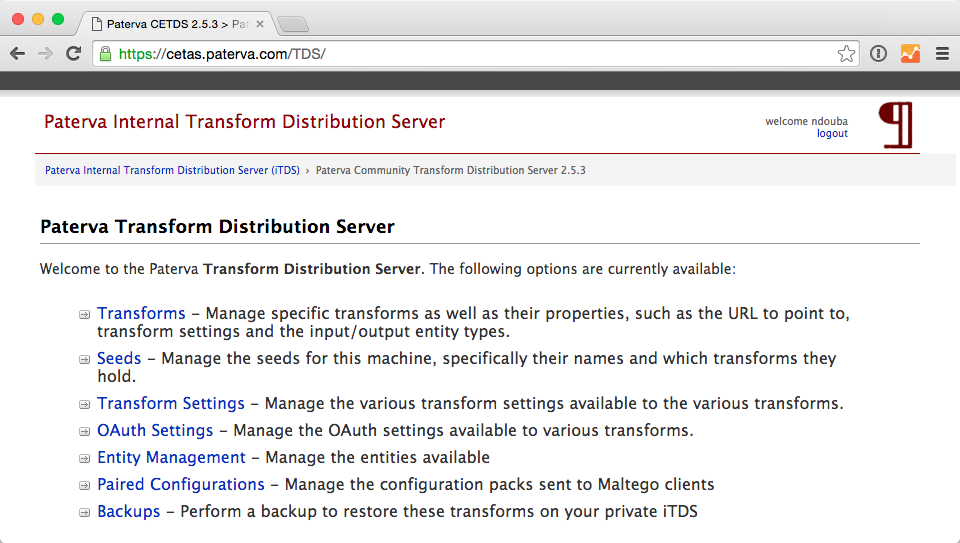 Paterva CETDS 2.5.3 > Pat
https://cetas.paterva.com/TDS/
Paterva Internal Transform Distribution Server
welcome ndouba
logout
Paterva Internal Transform Distribution Server (iTDS) › Paterva Community Transform Distribution Server 2.5.3
Paterva Transform Distribution Server
Welcome to the Paterva Transform Distribution Server. The following options are currently available:
Transforms – Manage specific transforms as well as their properties, such as the URL to point to,
transform settings and the input/output entity types.
Seeds – Manage the seeds for this machine, specifically their names and which transforms they
hold.
Transform Settings – Manage the various transform settings available to the various transforms.
OAuth Settings – Manage the OAuth settings available to various transforms.
Entity Management – Manage the entities available
Paired Configurations – Manage the configuration packs sent to Maltego clients
Backups – Perform a backup to restore these transforms on your private iTDS